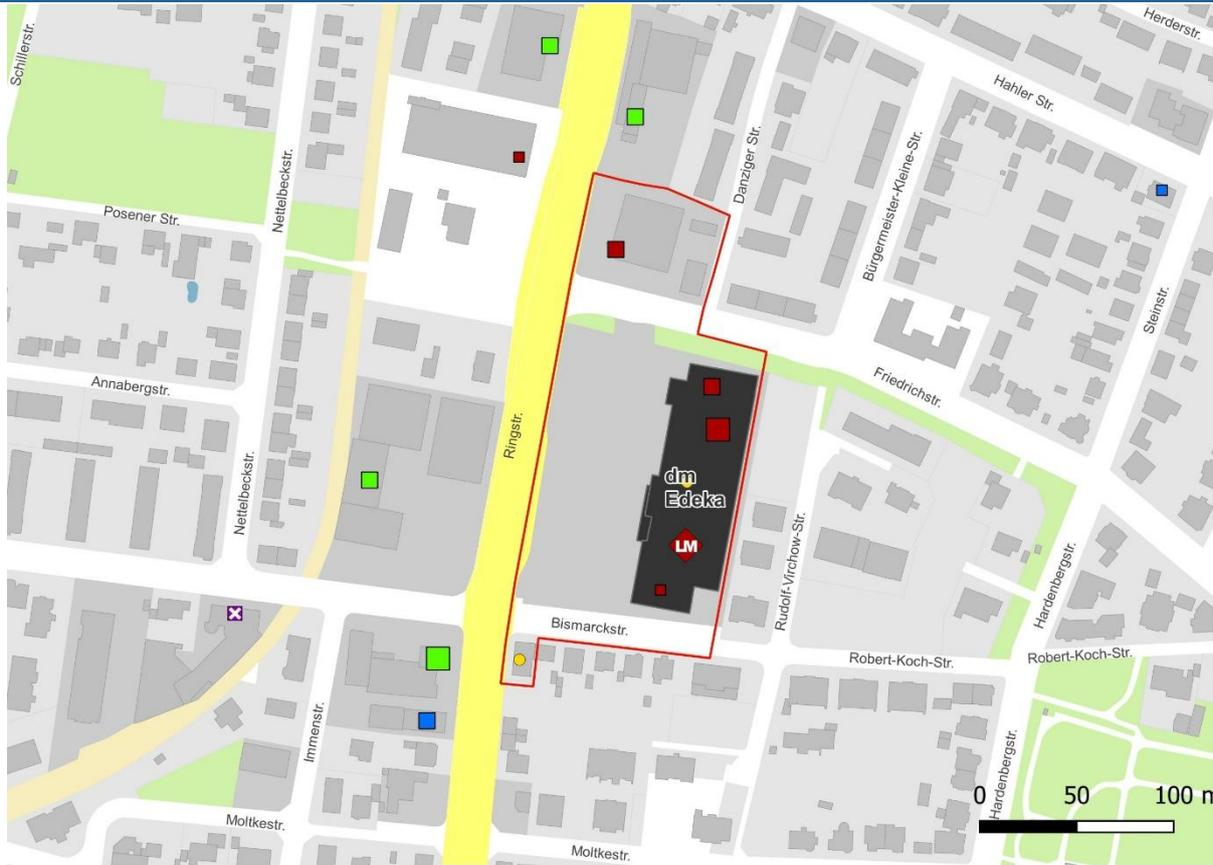 Herderstr.
Schillerstr.
Hahler Str.
Danziger Str.
Bürgermeister-Kleine-Str.
Nettelbeckstr.
Posener Str.
Steinstr.
Annabergstr.
Friedrichstr.
Ringstr.
Nettelbeckstr.
dm
Edeka
LM
Rudolf-Virchow-Str.
Hardenbergstr.
Bismarckstr.
Robert-Koch-Str.
Robert-Koch-Str.
Immenstr.
Hardenbergstr.
0 50 100 m
Moltkestr.
Moltkestr.